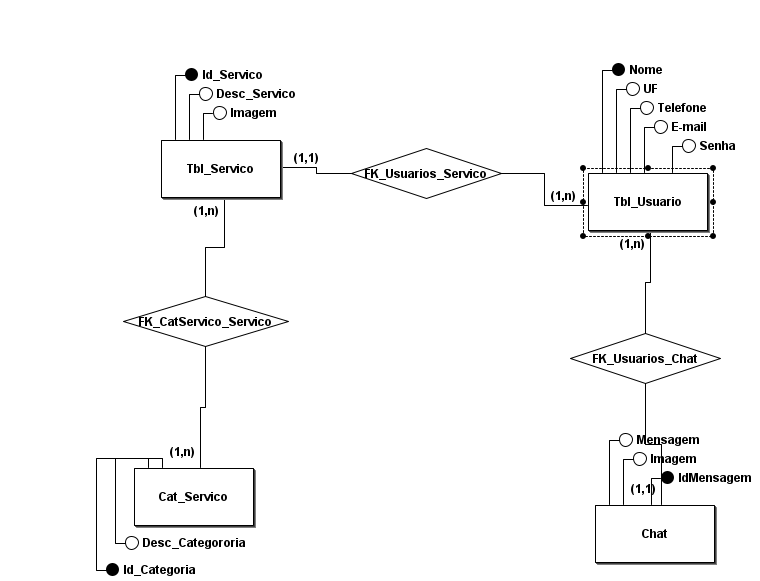 Id_Servico
Desc_Servico
Imagem
Tbl_Servico
(1,1)
FK_Usuarios_Servico
Nome
UF
Telefone
E-mail
Senha
(1,n)
Tbl_Usuario
(1,n)
(1,n)
FK_CatServico_Servico
FK_Usuarios_Chat
(1,n)
Cat_Servico
Desc_Categororia
Id_Categoria
Mensagem
Imagem
IdMensagem
(1,1)
Chat